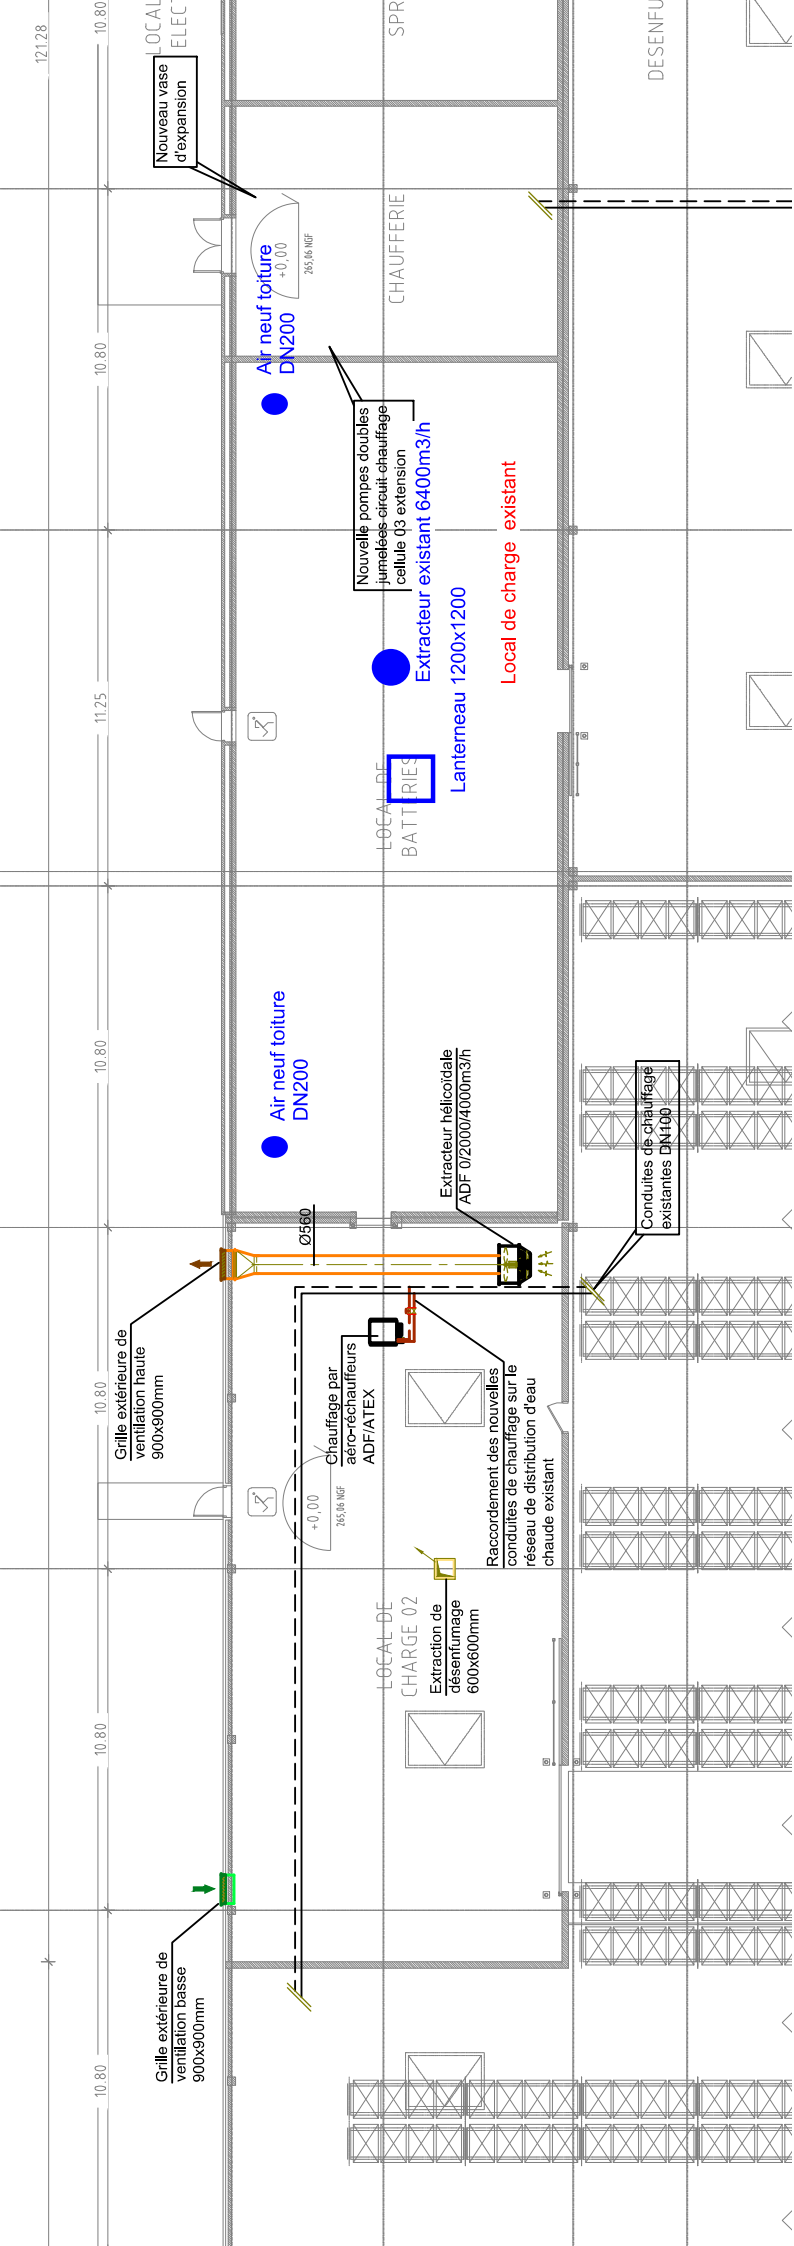 121.28
10.80
LOCAL
ELECT
SPR
DESENFU
Nouveau vase
d'expansion
CHAUFFERIE
+0,00
265,06 NGF
Air neuf toiture
DN200
10.80
Nouvelle pompes doubles
jumelées circuit chauffage
cellule 03 extension
Extracteur existant 6400m3/h
Lanterneau 1200x1200
Local de charge existant
11.25
LOCAL DE
BATTERIES
Air neuf toiture
DN200
10.80
Extracteur hélicoïdale
ADF 0/2000/4000m3/h
Conduites de chauffage
existantes DN100
Ø560
Grille extérieure de
ventilation haute
900x900mm
10.80
Chauffage par
aéro-réchauffeurs
ADF/ATEX
Raccordement des nouvelles
conduites de chauffage sur le
réseau de distribution d'eau
chaude existant
+0,00
265,06 NGF
LOCAL DE
CHARGE 02
Extraction de
désenfumage
600x600mm
10.80
Grille extérieure de
ventilation basse
900x900mm
10.80